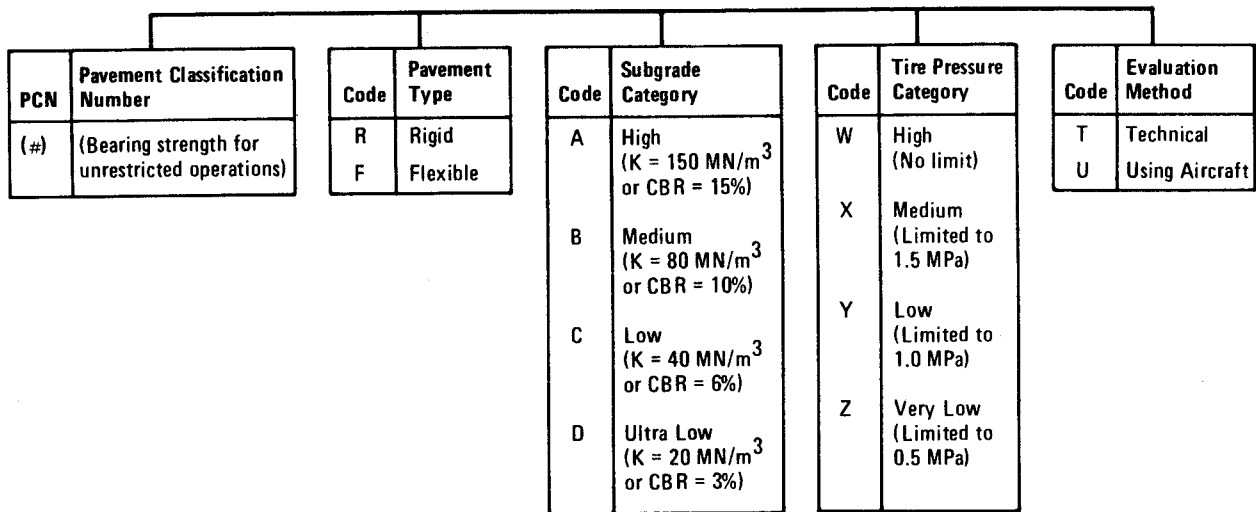 PCN
Pavement Classification
Number
(#)
(Bearing strength for
unrestricted operations)
Code
Pavement
Type
R
Rigid
F
Flexible
Code
Subgrade
Category
A
High
(K = 150 MN/m³
or CBR = 15%)
B
Medium
(K = 80 MN/m³
or CBR = 10%)
C
Low
(K = 40 MN/m³
or CBR = 6%)
D
Ultra Low
(K = 20 MN/m³
or CBR = 3%)
Code
Tire Pressure
Category
W
High
(No limit)
X
Medium
(Limited to
1.5 MPa)
Y
Low
(Limited to
1.0 MPa)
Z
Very Low
(Limited to
0.5 MPa)
Code
Evaluation
Method
T
Technical
U
Using Aircraft